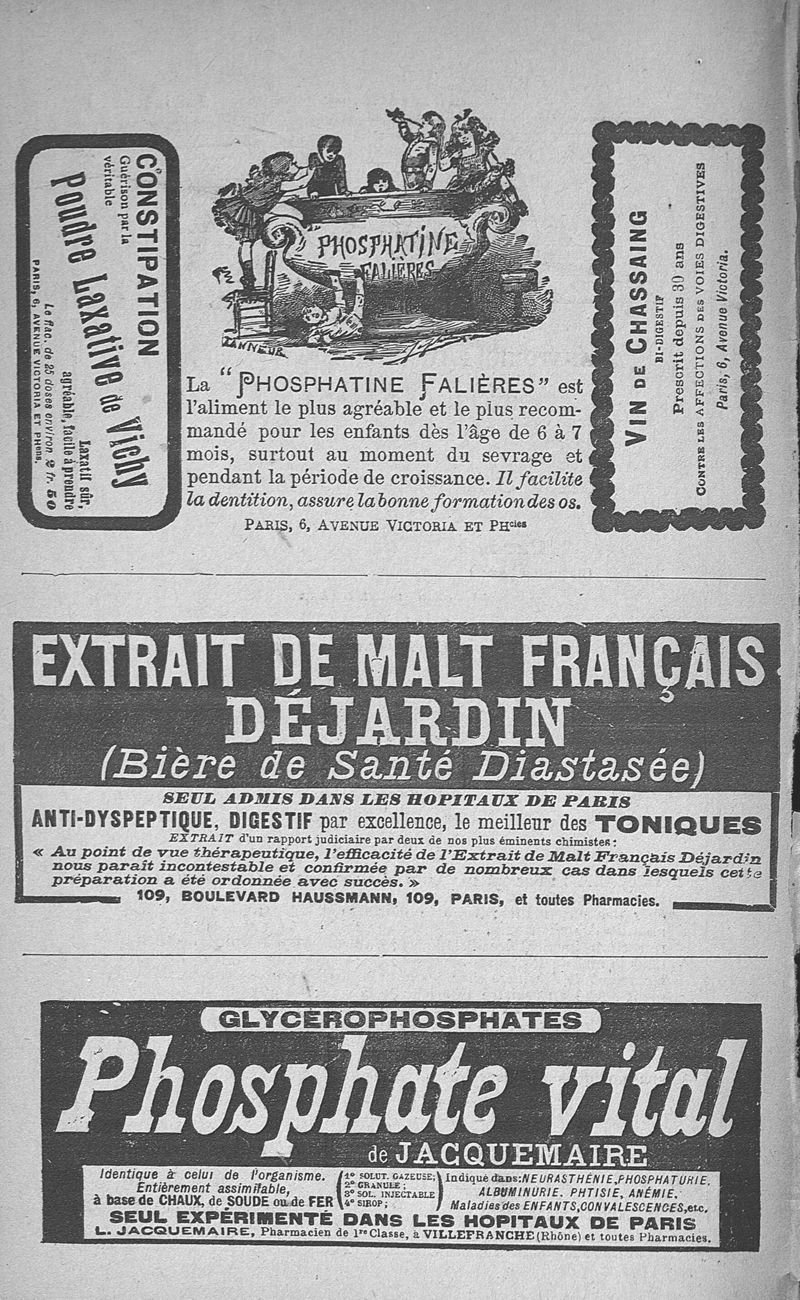 CONSTIPATION
Guérison par la
véritable
Poudre Laxative de Vichy
Laxatif sûr,
agréable, facile à prendre
Le flac. de 25 doses environ 2 fr. 50
PARIS, 6, AVENUE VICTORIA ET PHcies.
PHOSPHATINE
FALIÈRES
La "PHOSPHATINE FALIÈRES" est
l'aliment le plus agréable et le plus recom-
mandé pour les enfants dès l'âge de 6 à 7
mois, surtout au moment du sevrage et
pendant la période de croissance. Il facilite
la dentition, assure la bonne formation des os.
PARIS, 6, AVENUE VICTORIA ET PHcies
VIN DE CHASSAING
BI-DIGESTIF
Prescrit depuis 30 ans
CONTRE LES AFFECTIONS DES VOIES DIGESTIVES
Paris, 6, Avenue Victoria.
EXTRAIT DE MALT FRANÇAIS
DÉJARDIN
(Bière de Santé Diastasée)
SEUL ADMIS DANS LES HOPITAUX DE PARIS
ANTI-DYSPEPTIQUE, DIGESTIF par excellence, le meilleur des TONIQUES
EXTRAIT d'un rapport judiciaire par deux de nos plus éminents chimistes:
« Au point de vue thérapeutique, l'efficacité de l'Extrait de Malt Français Déjardin
nous paraît incontestable et confirmée par de nombreux cas dans lesquels cette
préparation a été ordonnée avec succès. »
109, BOULEVARD HAUSSMANN, 109, PARIS, et toutes Pharmacies.
GLYCÉROPHOSPHATES
Phosphate vital
de JACQUEMAIRE
Identique à celui de l'organisme.
Entièrement assimilable,
à base de CHAUX, de SOUDE ou de FER
1° SOLUT. GAZEUSE;
2° GRANULE;
3° SOL. INJECTABLE
4° SIROP;
Indiqué dans: NEURASTHÉNIE, PHOSPHATURIE,
ALBUMINURIE. PHTISIE, ANÉMIE,
Maladies des ENFANTS, CONVALESCENCES, etc.
SEUL EXPÉRIMENTÉ DANS LES HOPITAUX DE PARIS
L. JACQUEMAIRE, Pharmacien de 1re Classe, à VILLEFRANCHE (Rhône) et toutes Pharmacies.